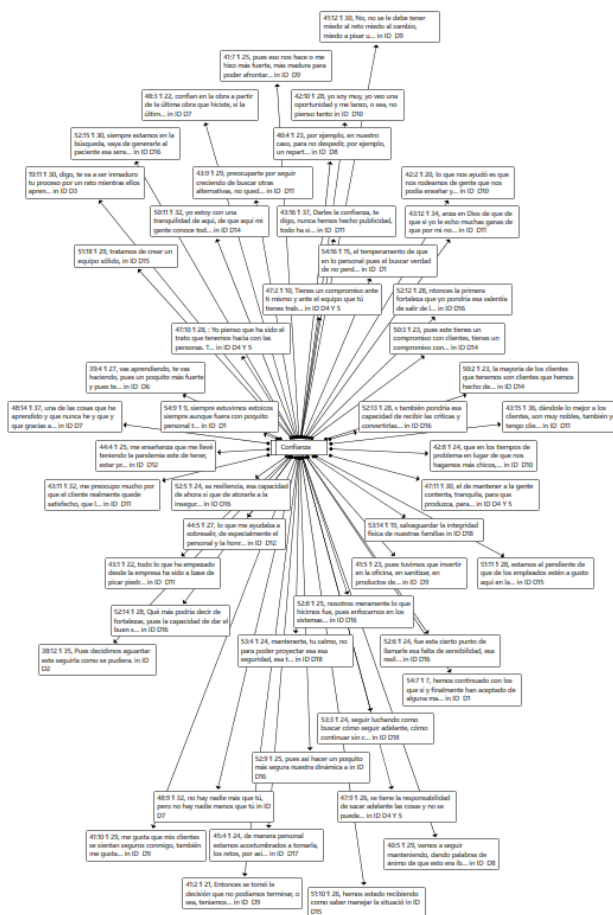 41:12 ¶ 30, No, no se le debe tener
miedo al reto miedo al cambio,
miedo a pisar u... in ID D9
41:7 ¶ 25, pues eso nos hace o me
hizo más fuerte, más madura para
poder afrontar... in ID D9
48:3 ¶ 22, confían en la obra a partir
de la última obra que hiciste, si la
últim... in ID D7
42:10 ¶ 28, yo soy muy, yo veo una
oportunidad y me lanzo, o sea, no
pienso tanto in ID D10
52:15 ¶ 30, siempre estamos en la
búsqueda, vaya de generarle al
paciente esa sens...
in ID D16
40:4 ¶ 23, por ejemplo, en nuestro
caso, para no despedir, por ejemplo,
un repart... in ID D8
19:11 ¶ 30, digo, te va a ser inmaduro
tu proceso por un rato mientras ellos
apren... in ID D3
43:9 ¶ 29, preocuparte por seguir
creciendo de buscar otras
alternativas, no qued... in ID D11
42:2 ¶ 20, lo que nos ayudó es que
nos rodeamos de gente que nos
podía enseñar y... in ID
D10
50:11 ¶ 32, yo estoy con una
tranquilidad de aquí, de que aquí mi
gente conoce tod... in ID D14
43:16 ¶ 37, Darles la confianza, te
digo, nunca hemos hecho publicidad,
todo ha si... in ID D11
43:12 ¶ 34, anza en Dios de que de
que si yo le echo muchas ganas de
que por mi no... in ID D11
51:18 ¶ 29, tratamos de crear un
equipo sólido, in ID D15
54:16 ¶ 15, el temperamento de que
en lo personal pues el buscar verdad
de no perd... in ID D1
47:2 ¶ 10, Tienes un compromiso ante
ti mismo y ante el equipo que tú
tienes trab... in ID D4 Y 5
52:12 ¶ 28, ntonces la primera
fortaleza que yo pondría esa valentía
de salir de l... in ID D16
47:10 ¶ 28, : Yo pienso que ha sido el
trato que tenemos hacia con las
personas. T... in ID D4 Y 5
50:3 ¶ 23, pues este tienes un
compromiso con clientes, tienes un
compromiso con... in ID D14
39:4 ¶ 27, vas aprendiendo, te vas
haciendo, pues un poquito más fuerte
y pues te... in ID D6
50:2 ¶ 23, la mayoría de los clientes
que tenemos son clientes que hemos
hecho de... in ID D14
48:14 ¶ 37, una de las cosas que he
aprendido y que nunca he y que y
que gracias a... in ID D7
54:9 ¶ 9, siempre estuvimos estoicos
siempre aunque fuera con poquito
personal t... in ID D1
52:13 ¶ 28, s también pondría esa
capacidad de recibir las críticas y
convertirlas... in ID D16
43:15 ¶ 36, dándole lo mejor a los
clientes, son muy nobles, también yo
tengo clie... in ID D11
Confianza
44:4 ¶ 25, me enseñanza que me llevé
teniendo la pandemia este de tener,
estar pr... in ID D12
42:8 ¶ 24, que en los tiempos de
problema en lugar de que nos
hagamos más chicos,... in ID D10
43:11 ¶ 32, me preocupo mucho por
que el cliente realmente quede
satisfecho, que l... in ID
D11
52:5 ¶ 24, sa resiliencia, esa capacidad
de ahora sí que de atorarle a la
insegur... in ID D16
47:11 ¶ 30, el de mantener a la gente
contenta, tranquila, para que
produzca, para... in ID D4 Y 5
44:5 ¶ 27, lo que me ayudaba a
sobresalir, de especialmente el
personal y la honr... in ID D12
53:14 ¶ 19, salvaguardar la integridad
física de nuestras familias in ID D18
43:1 ¶ 22, todo lo que ha empezado
desde la empresa ha sido a base de
picar piedr... in ID D11
41:5 ¶ 23, pues tuvimos que invertir
en la oficina, en sanitizar, en
productos de... in ID D9
51:11 ¶ 28, estamos al pendiente de
que de los empleados estén a gusto
aquí en la... in ID D15
52:14 ¶ 28, Qué más podría decir de
fortalezas, pues la capacidad de dar el
buen s... in ID D16
52:8 ¶ 25, nosotros meramente lo que
hicimos fue, pues enfocarnos en los
sistemas... in ID D16
38:12 ¶ 35, Pues decidimos aguantar
este seguirla como se pudiera. in ID
D2
53:4 ¶ 24, mantenerte, tu calmo, no
para poder proyectar esa esa
seguridad, esa t... in ID D18
52:6 ¶ 24, fue esta cierto punto de
llamarle esa falta de sensibilidad, esa
resil... in ID D16
54:7 ¶ 7, hemos continuado con los
que sí y finalmente han aceptado de
alguna ma... in ID D1
53:3 ¶ 24, seguir luchando como
buscar cómo seguir adelante, cómo
continuar sin c... in ID D18
52:9 ¶ 25, pues así hacer un poquito
más segura nuestra dinámica a in ID
D16
48:9 ¶ 32, no hay nadie más que tú,
pero no hay nadie menos que tú in ID
D7
47:9 ¶ 26, se tiene la responsabilidad
de sacar adelante las cosas y no se
puede... in ID D4 Y 5
41:10 ¶ 29, me gusta que mis clientes
se sientan seguros conmigo, también
me gusta... in ID D9
45:4 ¶ 24, de manera personal
estamos acostumbrados a tomarla,
los retos, por así... in ID D17
40:5 ¶ 29, vamos a seguir
manteniendo, dando palabras de
ánimo de que esto era ib... in ID D8
41:2 ¶ 21, Entonces se tomó la
decisión que no podíamos terminar, o
sea, teníamos... in ID D9
51:10 ¶ 26, hemos estado recibiendo
como saber manejar la situació in ID
D15